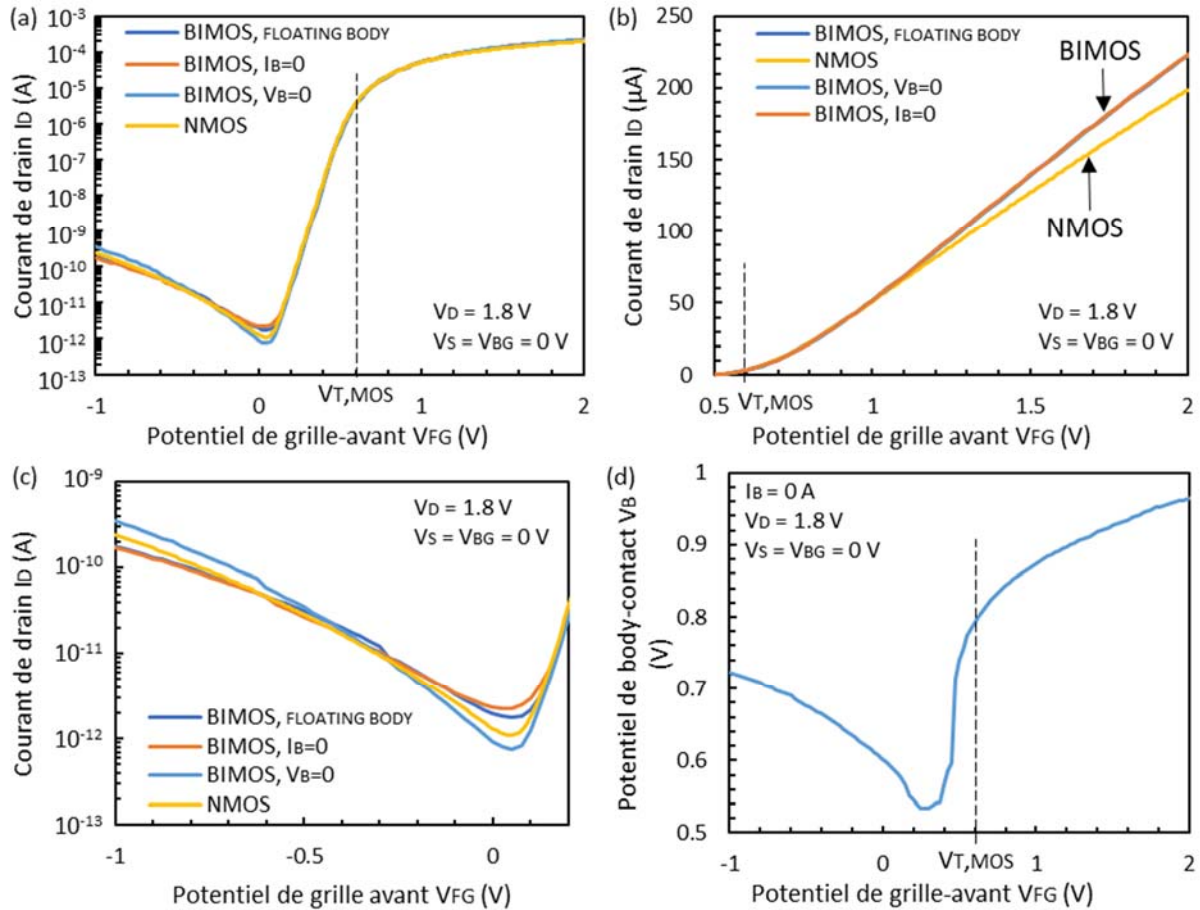 (a)
Courant de drain ID (A)
10-3
10-4
10-5
10-6
10-7
10-8
10-9
10-10
10-11
10-12
10-13
BIMOS, FLOATING BODY
BIMOS, IB=0
BIMOS, VB=0
NMOS
VD = 1.8 V
VS = VBG = 0 V
-1
0
VT,MOS
1
2
Potentiel de grille-avant VFG (V)
(b)
Courant de drain ID (µA)
250
200
150
100
50
0
BIMOS, FLOATING BODY
NMOS
BIMOS, VB=0
BIMOS, IB=0
BIMOS
NMOS
VD = 1.8 V
VS = VBG = 0 V
0.5
VT,MOS
1
1.5
2
Potentiel de grille avant VFG (V)
(c)
Courant de drain ID (A)
10-9
10-10
10-11
10-12
10-13
VD = 1.8 V
VS = VBG = 0 V
BIMOS, FLOATING BODY
BIMOS, IB=0
BIMOS, VB=0
NMOS
-1
-0.5
0
Potentiel de grille avant VFG (V)
(d)
Potentiel de body-contact VB
(V)
1
0.9
0.8
0.7
0.6
0.5
IB = 0 A
VD = 1.8 V
VS = VBG = 0 V
-1
0
VT,MOS
1
2
Potentiel de grille-avant VFG (V)